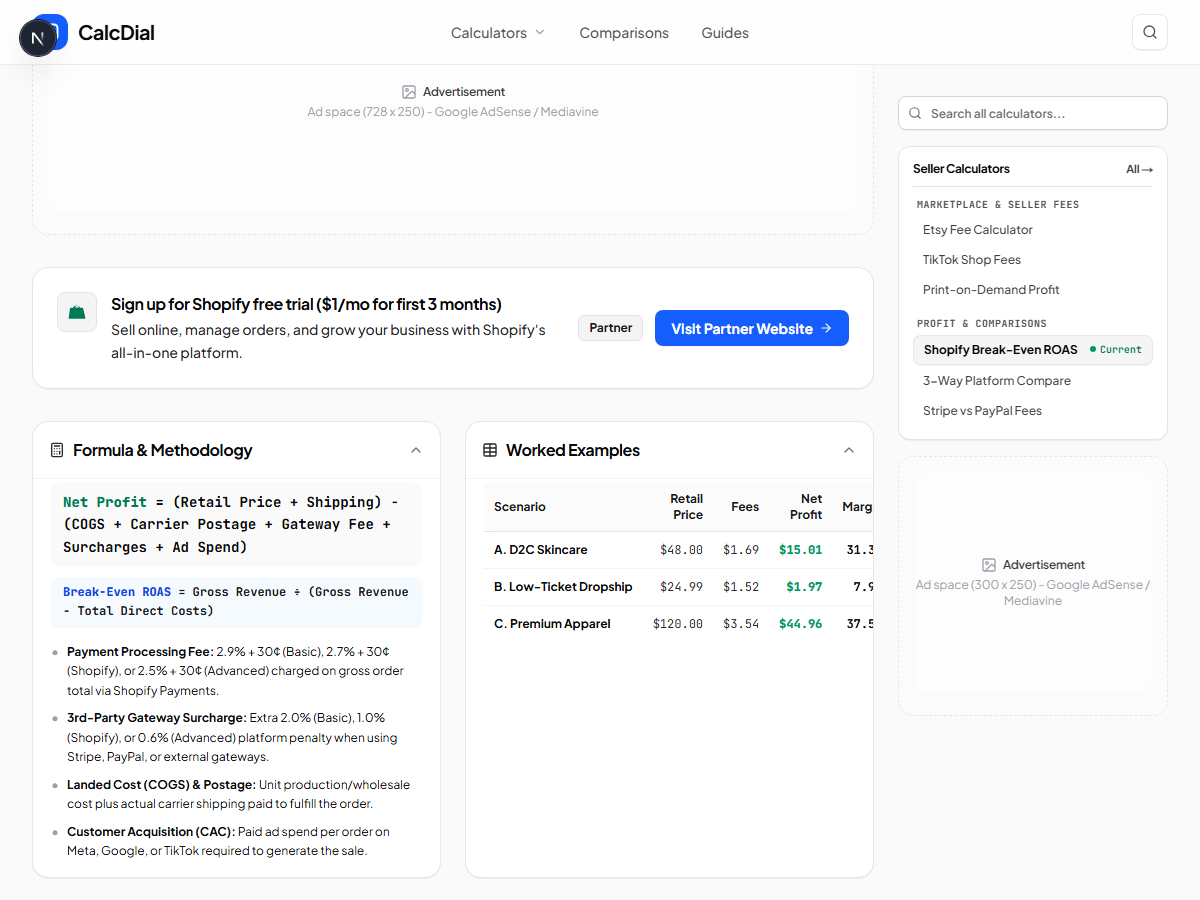 N
CalcDial
Calculators
Comparisons
Guides
Advertisement
Ad space (728 x 250) - Google AdSense / Mediavine
Sign up for Shopify free trial ($1/mo for first 3 months)
Sell online, manage orders, and grow your business with Shopify's
all-in-one platform.
Partner
Visit Partner Website →
Formula & Methodology
Net Profit = (Retail Price + Shipping) -
(COGS + Carrier Postage + Gateway Fee +
Surcharges + Ad Spend)
Break-Even ROAS = Gross Revenue ÷ (Gross Revenue
- Total Direct Costs)
• Payment Processing Fee: 2.9% + 30¢ (Basic), 2.7% + 30¢
(Shopify), or 2.5% + 30¢ (Advanced) charged on gross order
total via Shopify Payments.
• 3rd-Party Gateway Surcharge: Extra 2.0% (Basic), 1.0%
(Shopify), or 0.6% (Advanced) platform penalty when using
Stripe, PayPal, or external gateways.
• Landed Cost (COGS) & Postage: Unit production/wholesale
cost plus actual carrier shipping paid to fulfill the order.
• Customer Acquisition (CAC): Paid ad spend per order on
Meta, Google, or TikTok required to generate the sale.
Worked Examples
Scenario Retail Price Fees Net Profit Marg
A. D2C Skincare $48.00 $1.69 $15.01 31.3
B. Low-Ticket Dropship $24.99 $1.52 $1.97 7.9
C. Premium Apparel $120.00 $3.54 $44.96 37.5
Search all calculators...
Seller Calculators
All →
MARKETPLACE & SELLER FEES
Etsy Fee Calculator
TikTok Shop Fees
Print-on-Demand Profit
PROFIT & COMPARISONS
Shopify Break-Even ROAS • Current
3-Way Platform Compare
Stripe vs PayPal Fees
Advertisement
Ad space (300 x 250) - Google AdSense /
Mediavine